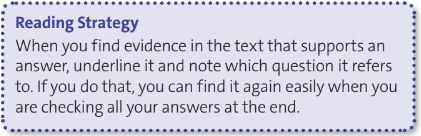 Reading Strategy
When you find evidence in the text that supports an
answer, underline it and note which question it refers
to. If you do that, you can find it again easily when you
are checking all your answers at the end.